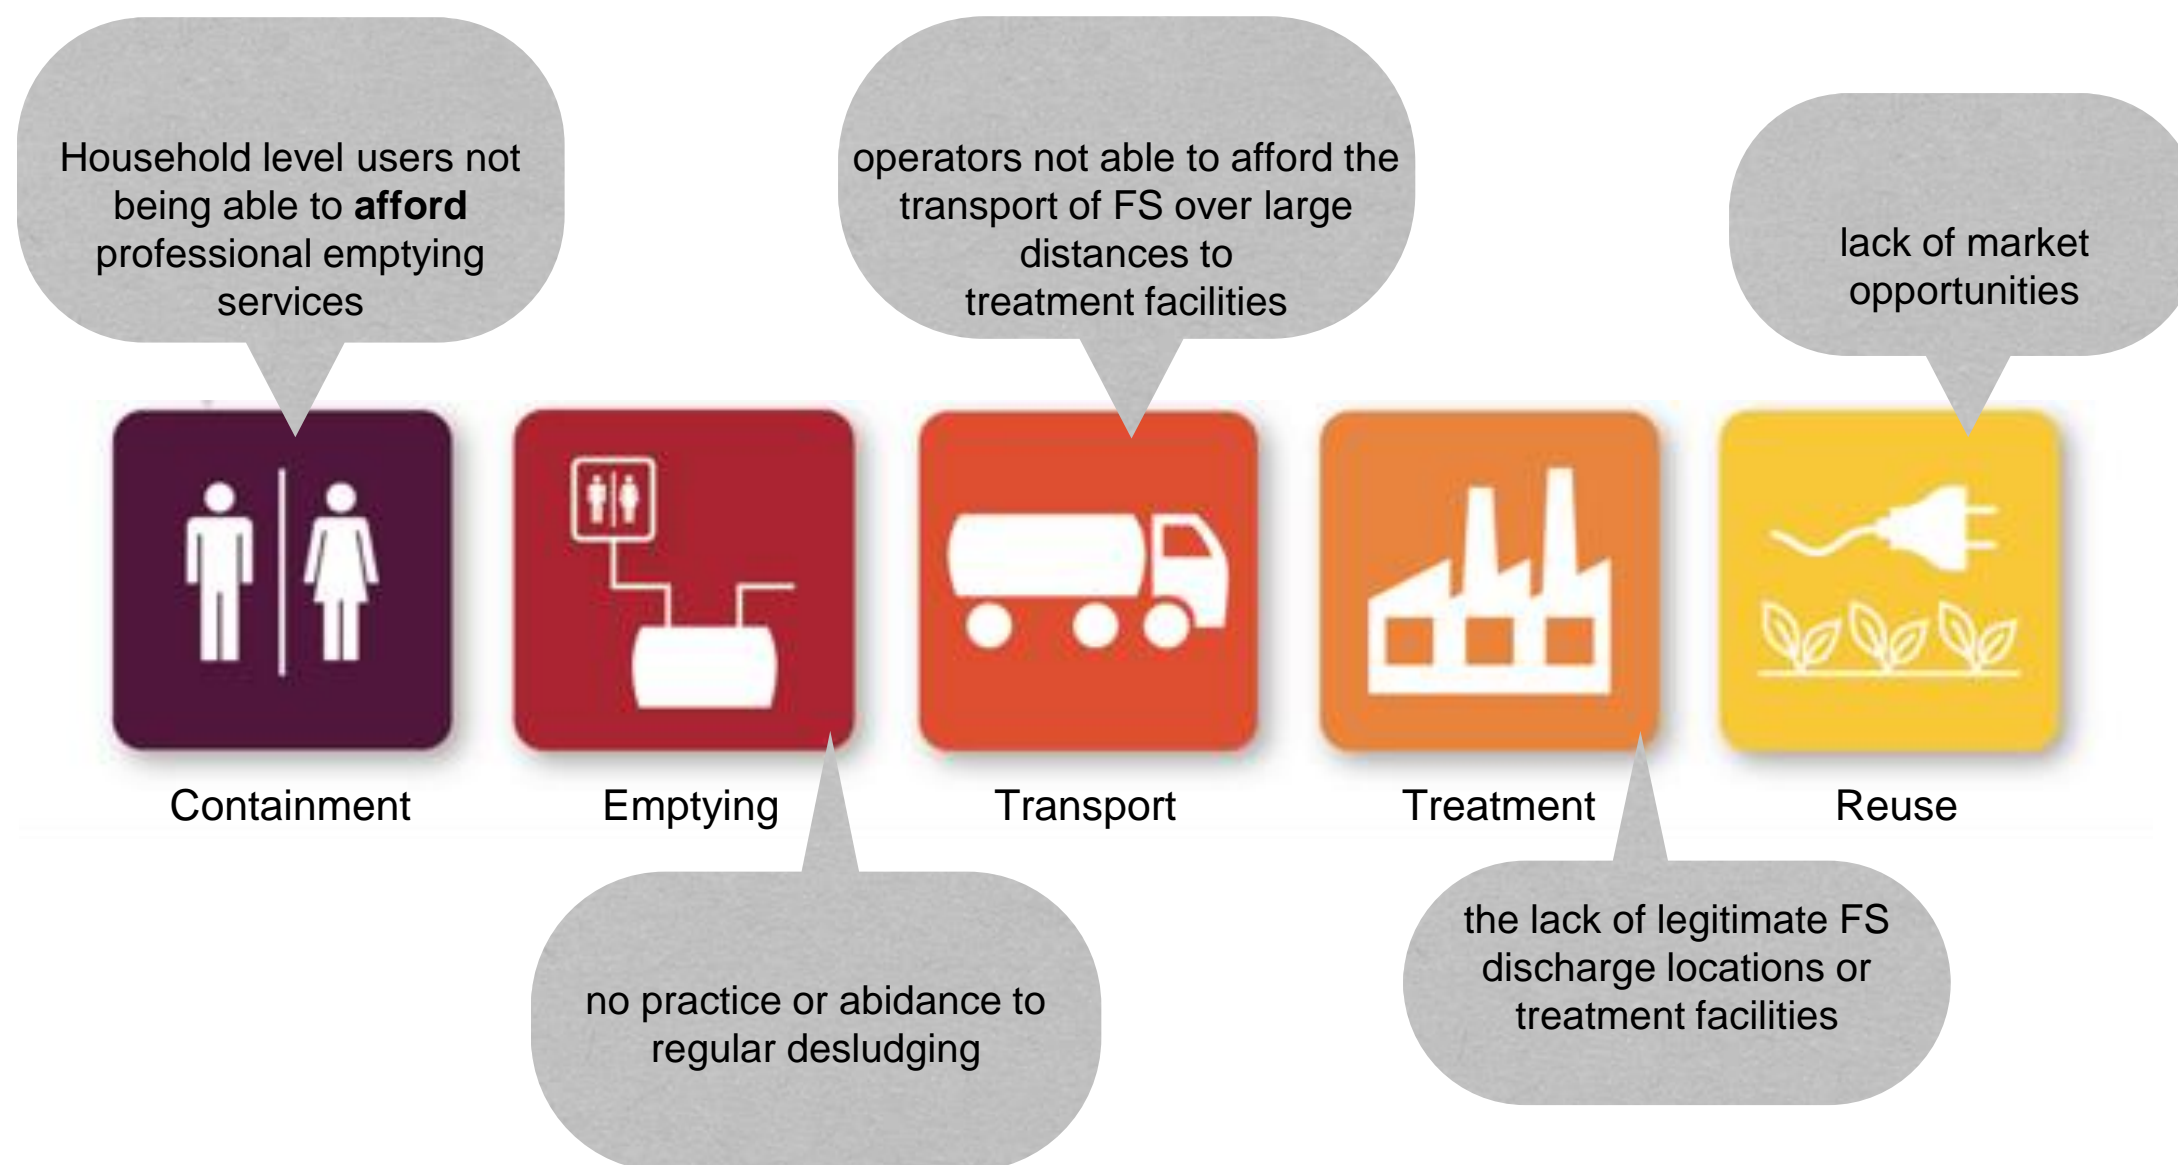 Household level users not
being able to afford
professional emptying
services
operators not able to afford the
transport of FS over large
distances to
treatment facilities
lack of market
opportunities
Containment
Emptying
Transport
Treatment
Reuse
no practice or abidance to
regular desludging
the lack of legitimate FS
discharge locations or
treatment facilities